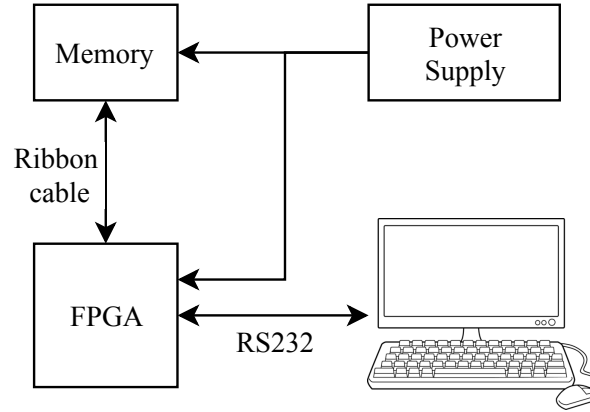 Memory
Power
Supply
Ribbon
cable
FPGA
RS232